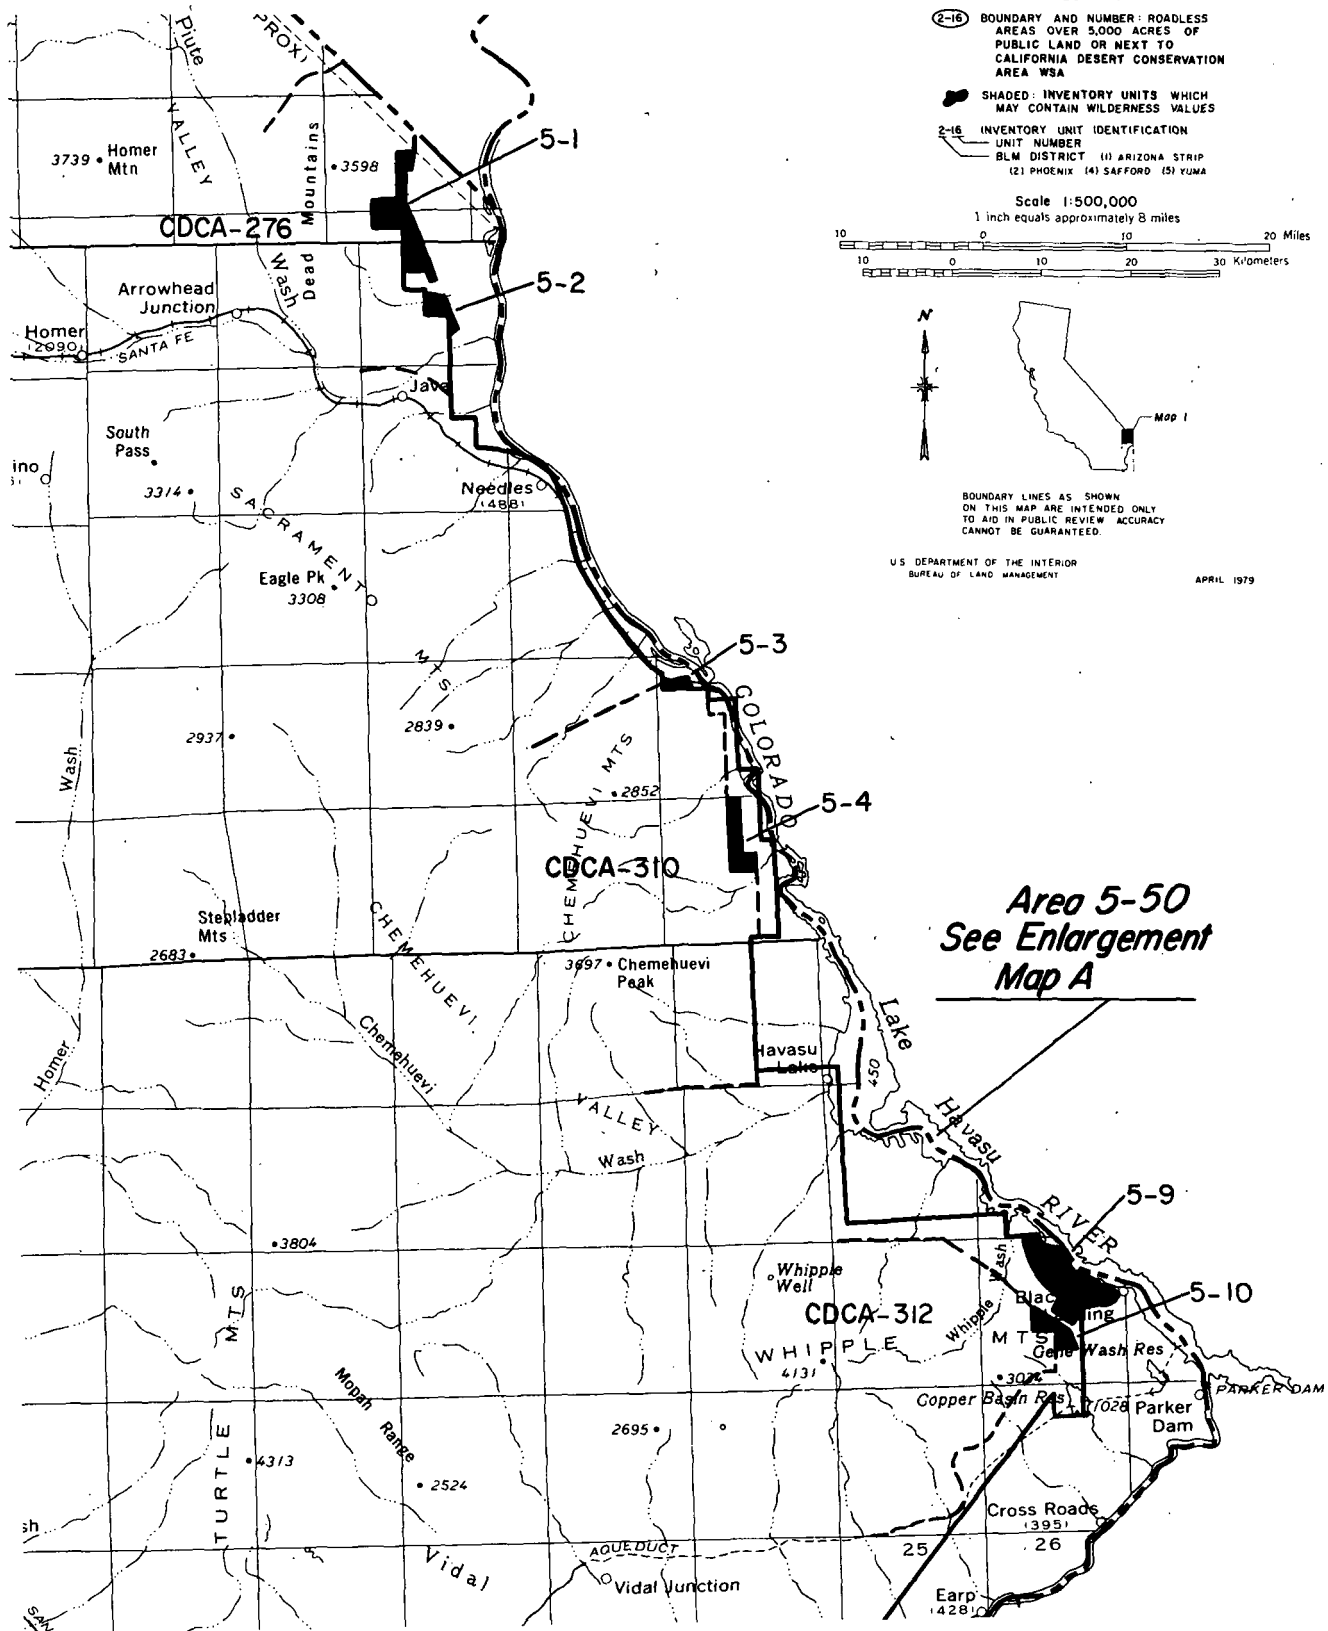 2-16 BOUNDARY AND NUMBER: ROADLESS
AREAS OVER 5,000 ACRES OF
PUBLIC LAND OR NEXT TO
CALIFORNIA DESERT CONSERVATION
AREA WSA
SHADED: INVENTORY UNITS WHICH
MAY CONTAIN WILDERNESS VALUES
2-16 INVENTORY UNIT IDENTIFICATION
UNIT NUMBER
BLM DISTRICT (1) ARIZONA STRIP
(2) PHOENIX (4) SAFFORD (5) YUMA
Scale 1:500,000
1 inch equals approximately 8 miles
10 0 10 20 Miles
10 0 10 20 30 Kilometers
N
Map 1
BOUNDARY LINES AS SHOWN
ON THIS MAP ARE INTENDED ONLY
TO AID IN PUBLIC REVIEW ACCURACY
CANNOT BE GUARANTEED.
U S DEPARTMENT OF THE INTERIOR
BUREAU OF LAND MANAGEMENT
APRIL 1979
Piute
VALLEY
PROX)
5-1
3739 Homer
Mtn
3598
Dead Mountains
CDCA-276
Wash
5-2
Arrowhead
Junction
Homer
(2090)
SANTA FE
Java
South
Pass
ino
3314
Needles
(488)
SACRAMENTO
Eagle Pk
3308
MTS
5-3
2839
2937
COLORADO
Wash
CHEMEHUEVI MTS
2852
5-4
CDCA-310
Stepladder
Mts
2683
CHEMEHUEVI
3697 Chemehuevi
Peak
Area 5-50
See Enlargement
Map A
Lake
Homer
Chemehuevi
Havasu
Lake
450
VALLEY
Wash
Havasu
RIVER
5-9
3804
Whipple
Well
Wash
Whipple
Blac
ing
5-10
CDCA-312
MTS
WHIPPLE
MTS
4131
Gene Wash Res
3024
Copper Basin Res
1028 Parker
Dam
PARKER DAM
Mopah Range
2695
TURTLE
4313
2524
Cross Roads
(395)
sh
AQUEDUCT
25 26
Vidal
Vidal Junction
Earp
(428)
SAN